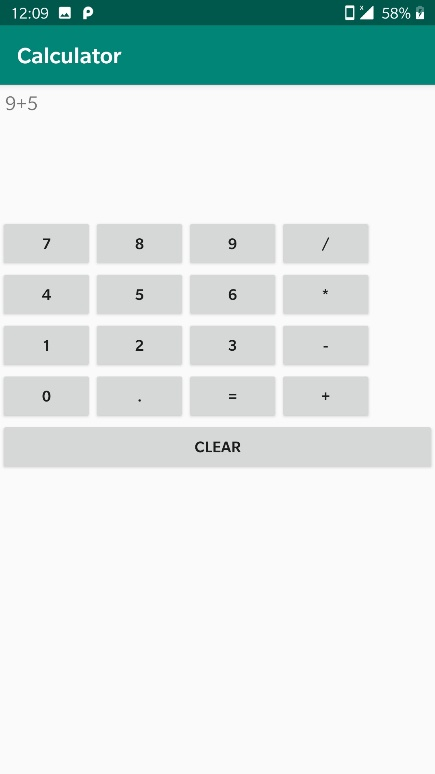 12:09 58%
Calculator
9+5
7 8 9 /
4 5 6 *
1 2 3 -
0 . = +
CLEAR